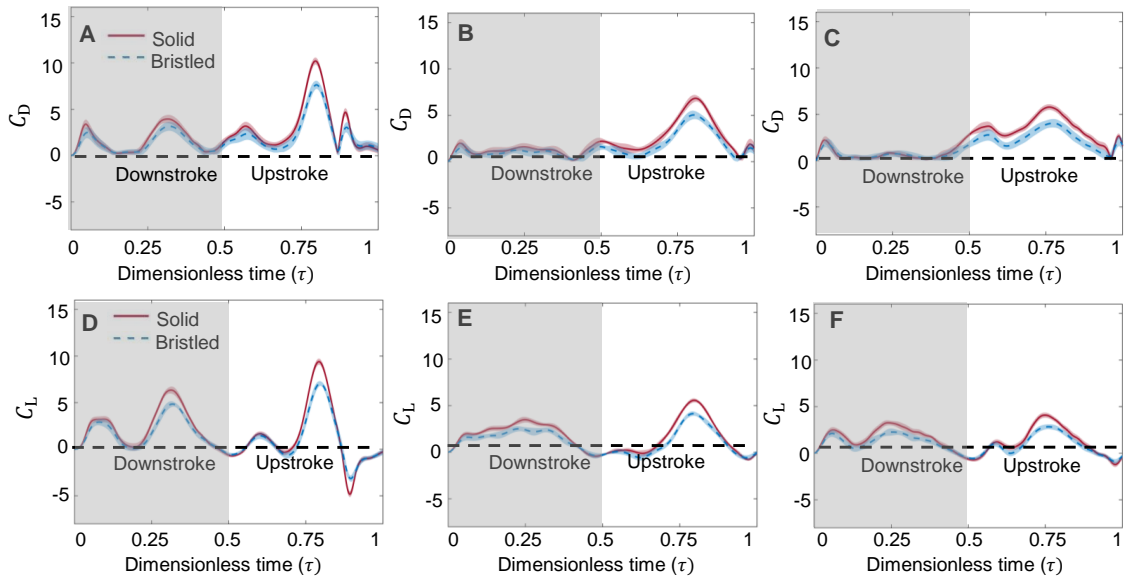 A
Solid
Bristled
C_D
15
10
5
0
-5
Downstroke
Upstroke
0
0.25
0.5
0.75
1
Dimensionless time (τ)
B
C_D
15
10
5
0
-5
Downstroke
Upstroke
0
0.25
0.5
0.75
1
Dimensionless time (τ)
C
C_D
15
10
5
0
-5
Downstroke
Upstroke
0
0.25
0.5
0.75
1
Dimensionless time (τ)
D
Solid
Bristled
C_L
15
10
5
0
-5
Downstroke
Upstroke
0
0.25
0.5
0.75
1
Dimensionless time (τ)
E
C_L
15
10
5
0
-5
Downstroke
Upstroke
0
0.25
0.5
0.75
1
Dimensionless time (τ)
F
C_L
15
10
5
0
-5
Downstroke
Upstroke
0
0.25
0.5
0.75
1
Dimensionless time (τ)